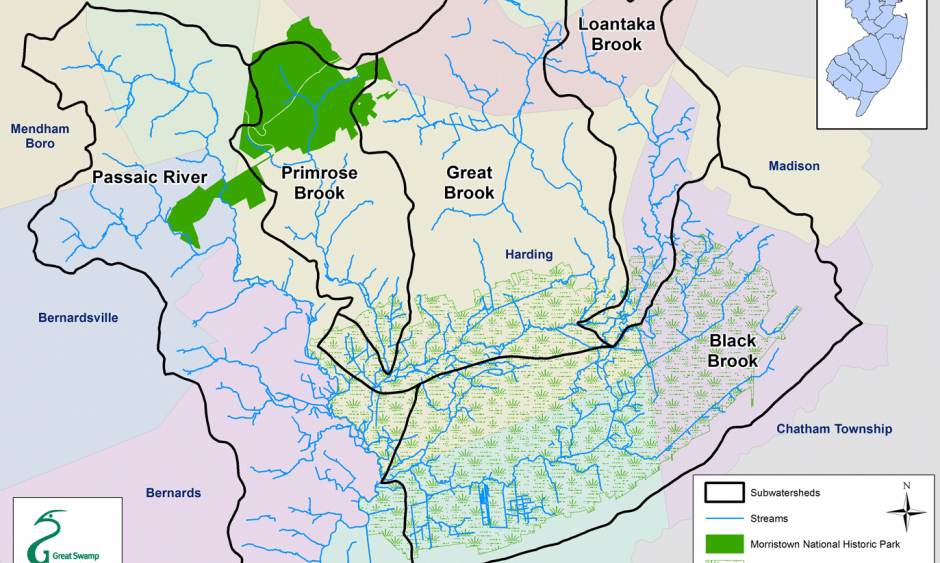 Loantaka
Brook
Mendham
Boro
Madison
Passaic River
Primrose
Brook
Great
Brook
Harding
Bernardsville
Black
Brook
Chatham Township
Bernards
Great Swamp
N
Subwatersheds
Streams
Morristown National Historic Park